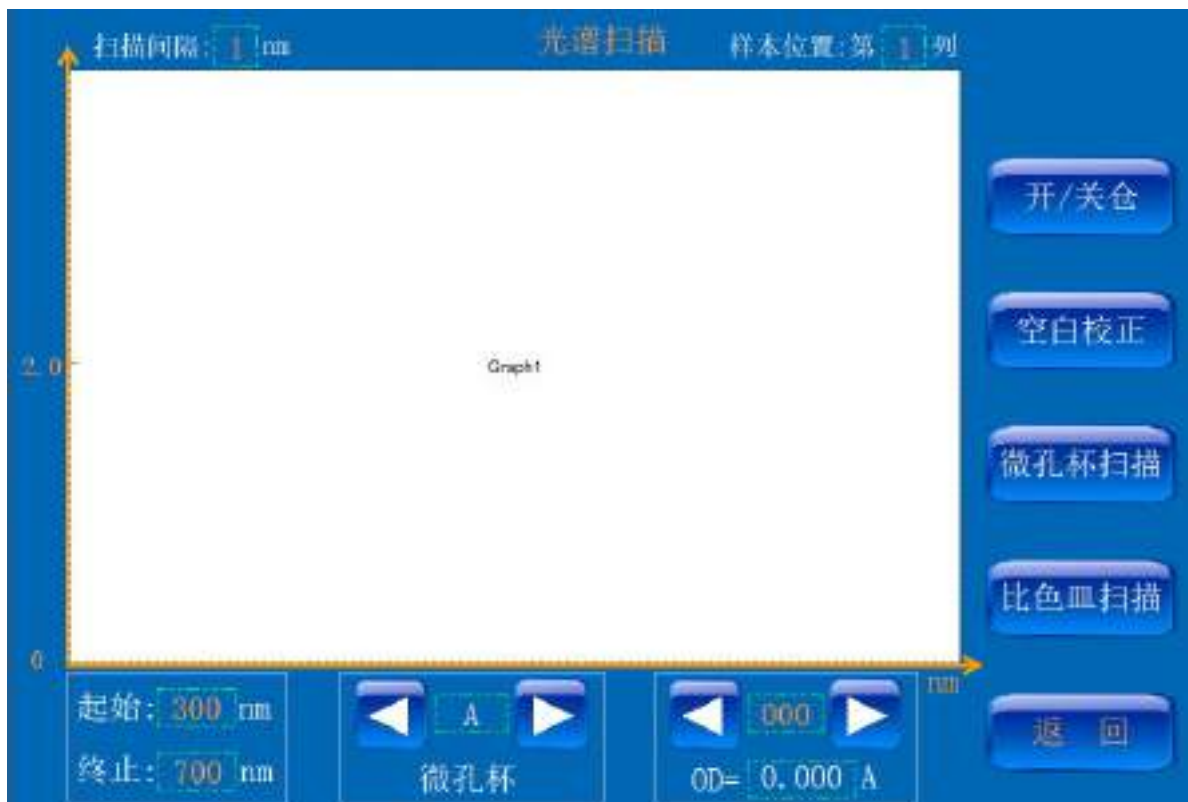 扫描间隔: 1 nm
光谱扫描
样本位置:第 1 列
开/关仓
空白校正
2.0
Graph1
微孔杯扫描
比色皿扫描
0
nm
起始: 300 nm
A
000
返 回
终止: 700 nm
微孔杯
OD= 0.000 A